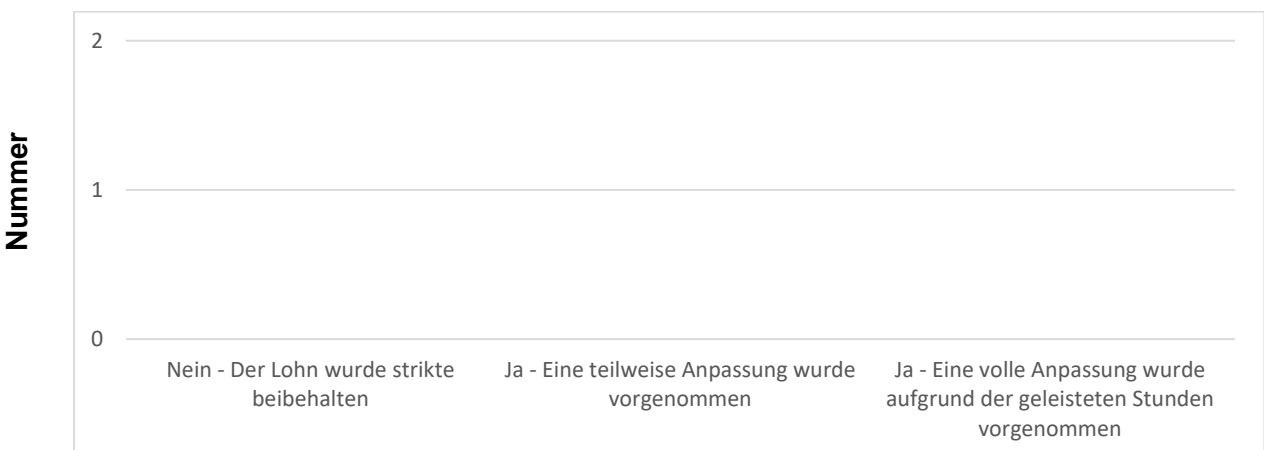 Nummer
2
1
0
Nein - Der Lohn wurde strikte
beibehalten
Ja - Eine teilweise Anpassung wurde
vorgenommen
Ja - Eine volle Anpassung wurde
aufgrund der geleisteten Stunden
vorgenommen